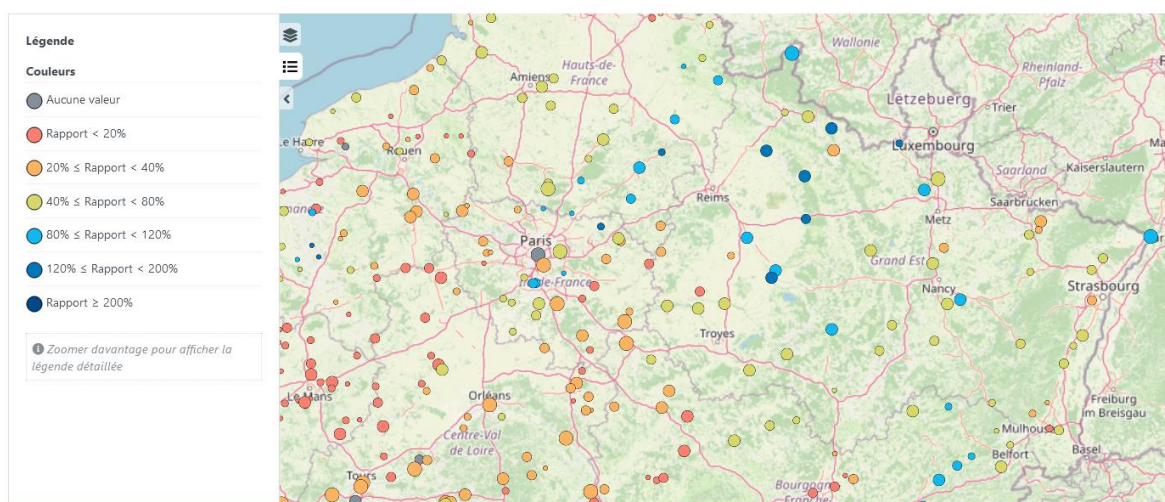 Légende
Couleurs
Aucune valeur
Rapport < 20%
20% ≤ Rapport < 40%
40% ≤ Rapport < 80%
80% ≤ Rapport < 120%
120% ≤ Rapport < 200%
Rapport ≥ 200%
Zoomer davantage pour afficher la
légende détaillée
Wallonie
Hauts-de-
France
Amiens
Rheinland-
Pfalz
Lëtzebuerg
Trier
Le Havre
Rouen
Luxembourg
Kaiserslautern
Saarland
Reims
Saarbrücken
Metz
Paris
Grand Est
Île-de-France
Nancy
Strasbourg
Troyes
Le Mans
Orléans
Freiburg
im Breisgau
Centre-Val
de Loire
Mulhouse
Belfort
Basel
Tours
Bourgogne-
Franche-